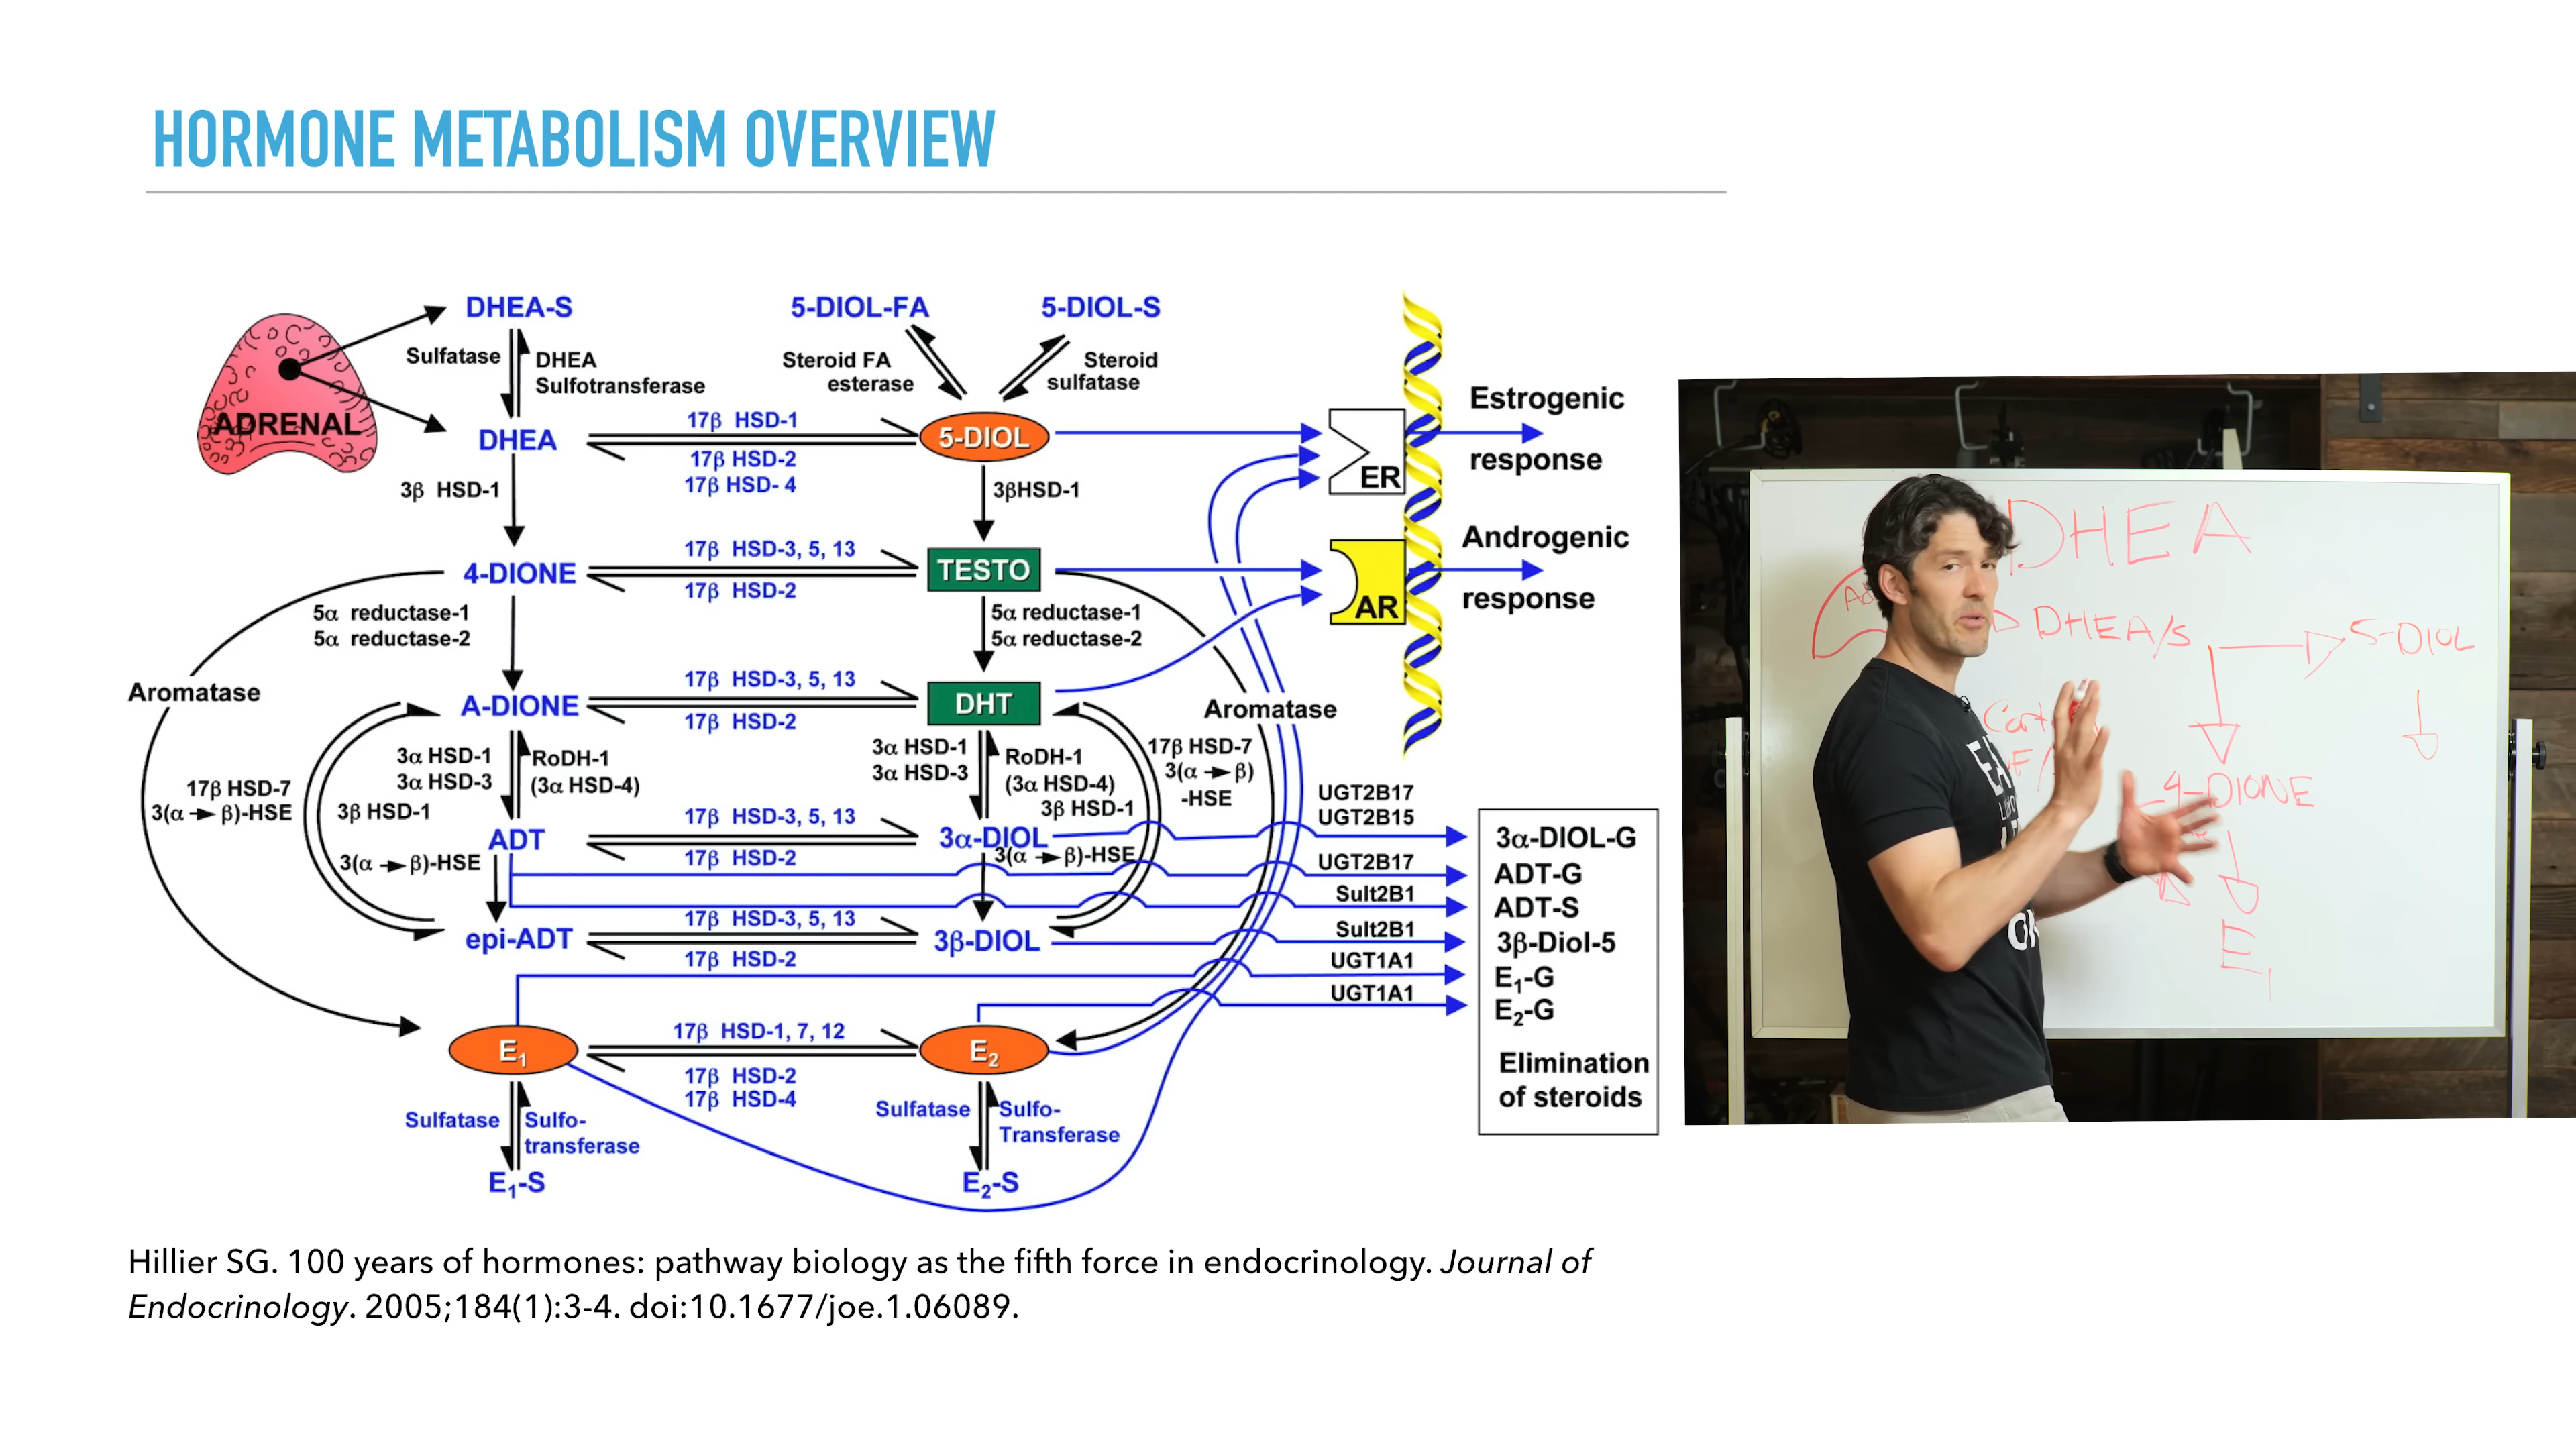 HORMONE METABOLISM OVERVIEW
ADRENAL
DHEA-S
5-DIOL-FA
5-DIOL-S
Sulfatase
DHEA
Sulfotransferase
Steroid FA
esterase
Steroid
sulfatase
DHEA
17β HSD-1
17β HSD-2
17β HSD- 4
5-DIOL
3β HSD-1
3βHSD-1
ER
Estrogenic
response
4-DIONE
17β HSD-3, 5, 13
17β HSD-2
TESTO
AR
Androgenic
response
5α reductase-1
5α reductase-2
5α reductase-1
5α reductase-2
Aromatase
A-DIONE
17β HSD-3, 5, 13
17β HSD-2
DHT
Aromatase
17β HSD-7
3(α → β)-HSE
3α HSD-1
3α HSD-3
RoDH-1
(3α HSD-4)
3β HSD-1
3(α → β)-HSE
3α HSD-1
3α HSD-3
RoDH-1
(3α HSD-4)
3β HSD-1
17β HSD-7
3(α → β)
-HSE
ADT
17β HSD-3, 5, 13
17β HSD-2
3α-DIOL
3(α → β)-HSE
UGT2B17
UGT2B15
3α-DIOL-G
UGT2B17
ADT-G
Sult2B1
ADT-S
epi-ADT
17β HSD-3, 5, 13
17β HSD-2
3β-DIOL
Sult2B1
3β-Diol-5
UGT1A1
E₁-G
UGT1A1
E₂-G
Elimination
of steroids
E₁
17β HSD-1, 7, 12
17β HSD-2
17β HSD-4
E₂
Sulfatase
Sulfo-
transferase
Sulfatase
Sulfo-
Transferase
E₁-S
E₂-S
Hillier SG. 100 years of hormones: pathway biology as the fifth force in endocrinology. Journal of
Endocrinology. 2005;184(1):3-4. doi:10.1677/joe.1.06089.
DHEA
DHEA/S
5-DIOL
4-DIONE
E₁